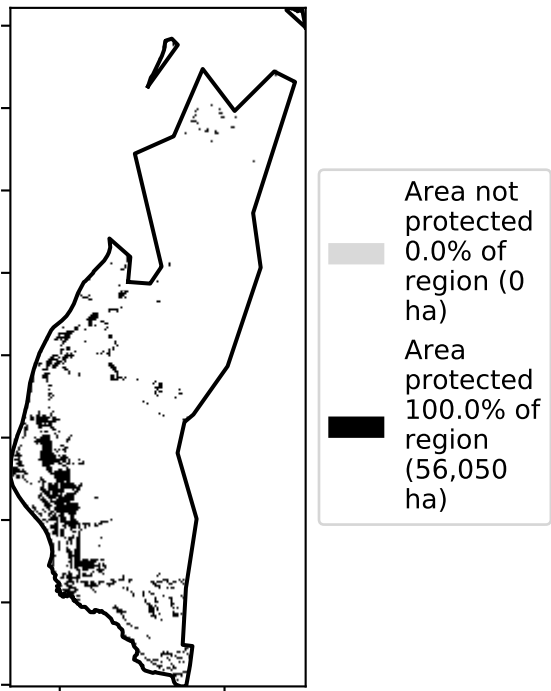 Area not
protected
0.0% of
region (0
ha)
Area
protected
100.0% of
region
(56,050
ha)